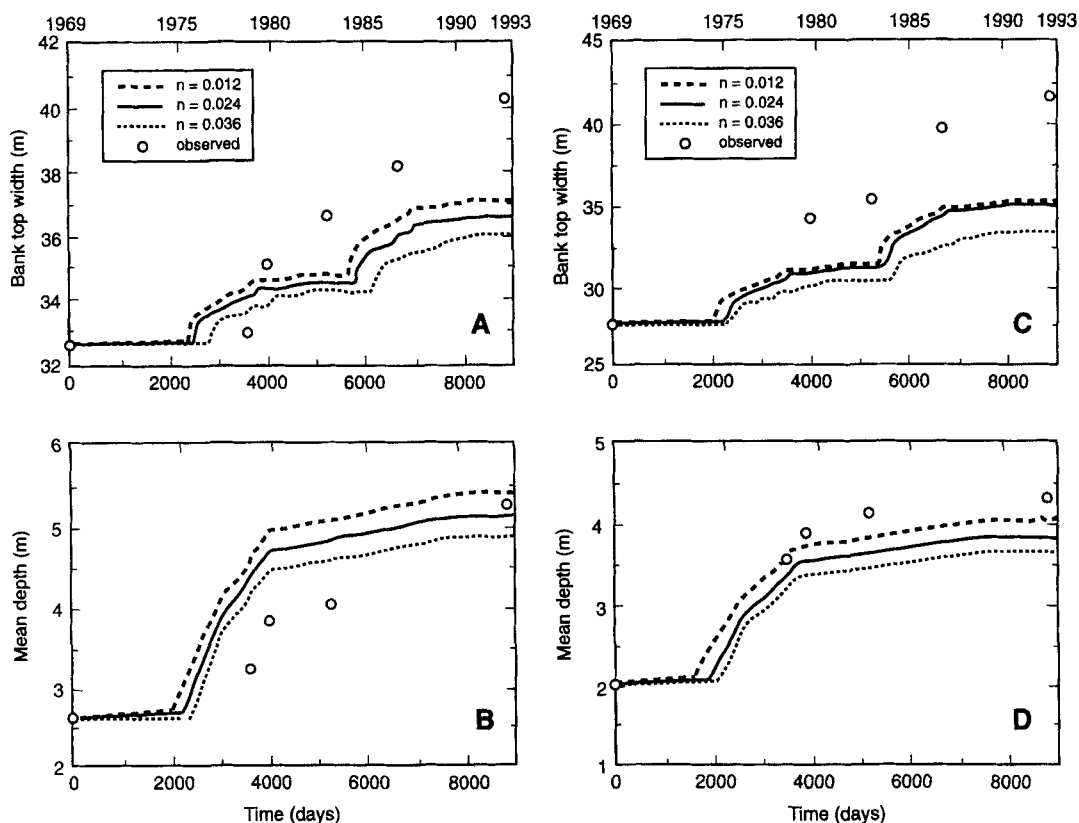 1969 1975 1980 1985 1990 1993
42
40
38
36
34
32
Bank top width (m)
n = 0.012
n = 0.024
n = 0.036
observed
A
0 2000 4000 6000 8000
1969 1975 1980 1985 1990 1993
45
40
35
30
25
Bank top width (m)
n = 0.012
n = 0.024
n = 0.036
observed
C
0 2000 4000 6000 8000
6
5
4
3
2
Mean depth (m)
B
0 2000 4000 6000 8000
Time (days)
5
4
3
2
1
Mean depth (m)
D
0 2000 4000 6000 8000
Time (days)